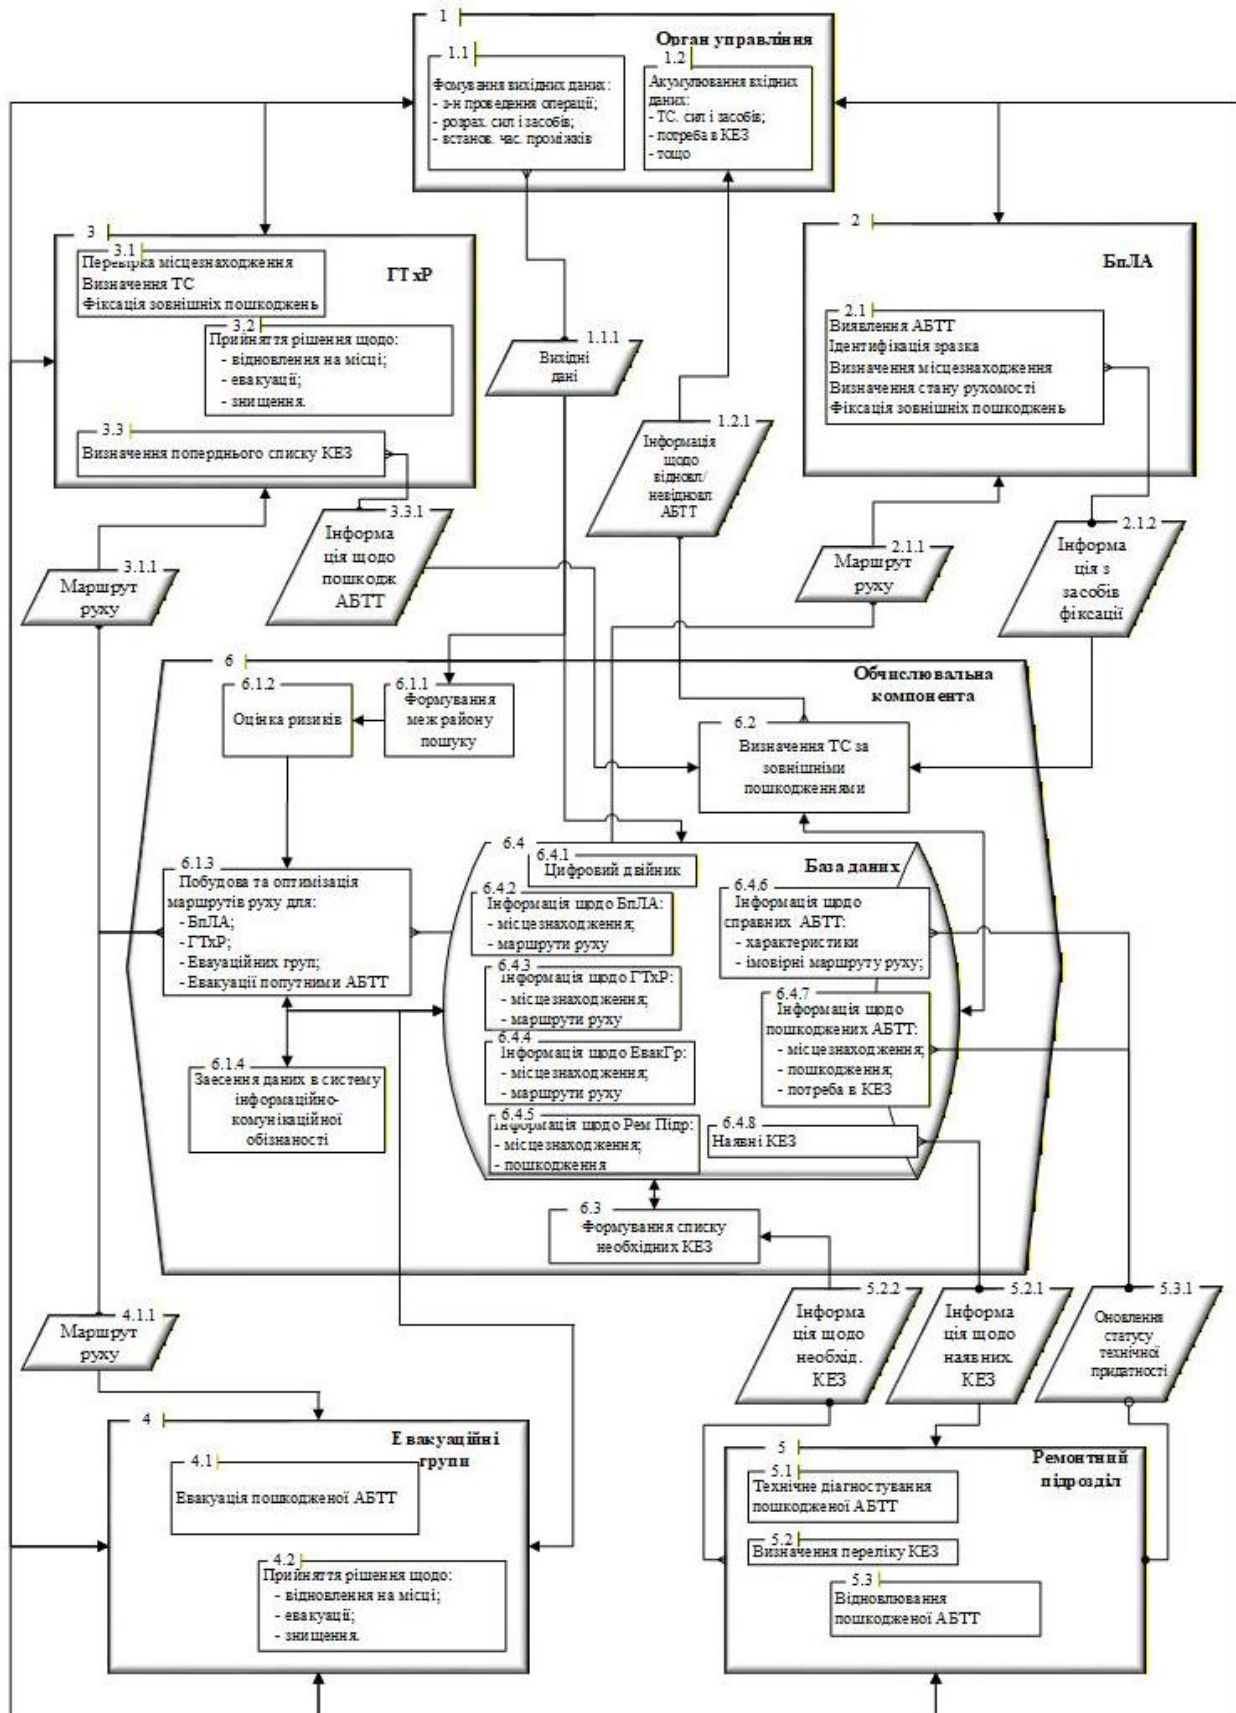 1
Орган управління
1.1
Фомування вихідних даних:
- з-н проведення операції;
- розрах. сил і засобів;
- встанов. час. проміжків
1.2
Акумулювання вхідних
даних:
- ТС. сил і засобів;
- потреба в КЕЗ
- тощо
3
ГТхР
3.1
Перевірка місцезнаходження
Визначення ТС
Фіксація зовнішніх пошкоджень
3.2
Прийняття рішення щодо:
- відновлення на місці;
- евакуації;
- знищення.
3.3
Визначення поперднього списку КЕЗ
2
БпЛА
2.1
Виявлення АБТТ
Ідентифікація зразка
Визначення місцезнаходження
Визначення стану рухомості
Фіксація зовнішніх пошкоджень
1.1.1
Вихідні
дані
1.2.1
Інформація
щодо
відновл/
невідновл
АБТТ
3.1.1
Маршрут
руху
3.3.1
Інформа
ція щодо
пошкодж
АБТТ
2.1.1
Маршрут
руху
2.1.2
Інформа
ція з
засобів
фіксації
6
Обчислювальна
компонента
6.1.2
Оцінка ризиків
6.1.1
Формування
меж району
пошуку
6.2
Визначення ТС за
зовнішніми
пошкодженнями
6.1.3
Побудова та оптимізація
маршрутів руху для:
- БпЛА;
- ГТхР;
- Евауаційних груп;
- Евакуації попутними АБТТ
6.1.4
Заесення даних в систему
інформаційно-
комунікаційної
обізнаності
6.4
База даних
6.4.1
Цифровий двійник
6.4.2
Інформація щодо БпЛА:
- місцезнаходження;
- маршрути руху
6.4.3
Інформація щодо ГТхР:
- місцезнаходження;
- маршрути руху
6.4.4
Інформація щодо ЕвакГр:
- місцезнаходження;
- маршрути руху
6.4.5
Інформація щодо Рем Підр:
- місцезнаходження;
- пошкодження
6.4.6
Інформація щодо
справних АБТТ:
- характеристики
- імовірні маршруту руху;
6.4.7
Інформація щодо
пошкоджених АБТТ:
- місцезнаходження;
- пошкодження;
- потреба в КЕЗ
6.4.8
Наявні КЕЗ
6.3
Формування списку
необхідних КЕЗ
4.1.1
Маршрут
руху
5.2.2
Інформа
ція щодо
необхід.
КЕЗ
5.2.1
Інформа
ція щодо
наявних.
КЕЗ
5.3.1
Оновлення
статусу
технічної
придатності
4
Евакуаційні
групи
4.1
Евакуація пошкодженої АБТТ
4.2
Прийняття рішення щодо:
- відновлення на місці;
- евакуації;
- знищення.
5
Ремонтний
підрозділ
5.1
Технічне діагностування
пошкодженої АБТТ
5.2
Визначення переліку КЕЗ
5.3
Відновлювання
пошкодженої АБТТ